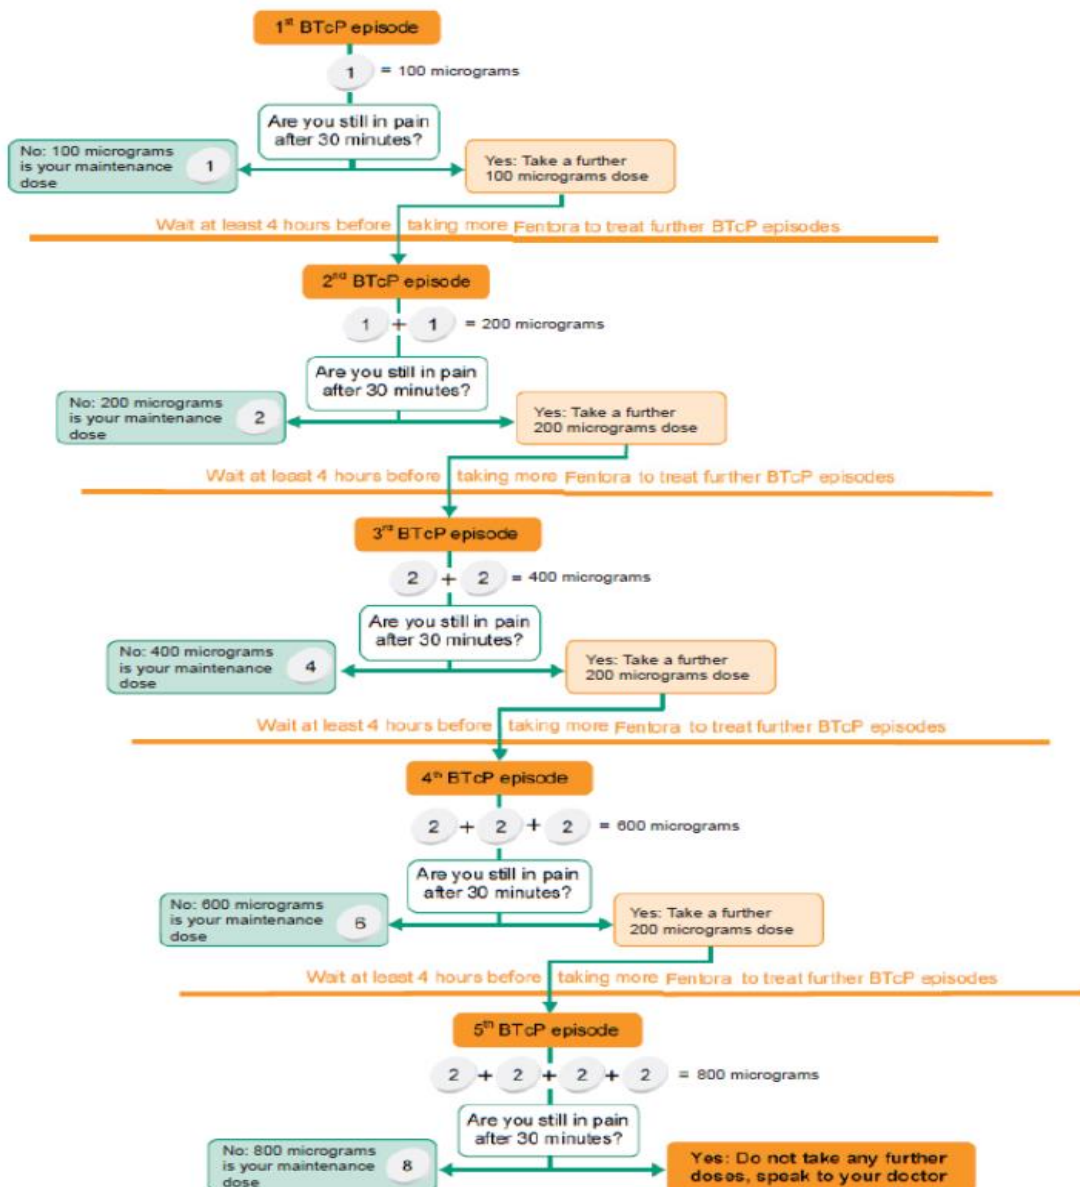 1st BTcP episode
1 = 100 micrograms
Are you still in pain
after 30 minutes?
No: 100 micrograms
is your maintenance
dose
1
Yes: Take a further
100 micrograms dose
Wait at least 4 hours before taking more Fentora to treat further BTcP episodes
2nd BTcP episode
1 + 1 = 200 micrograms
Are you still in pain
after 30 minutes?
No: 200 micrograms
is your maintenance
dose
2
Yes: Take a further
200 micrograms dose
Wait at least 4 hours before taking more Fentora to treat further BTcP episodes
3rd BTcP episode
2 + 2 = 400 micrograms
Are you still in pain
after 30 minutes?
No: 400 micrograms
is your maintenance
dose
4
Yes: Take a further
200 micrograms dose
Wait at least 4 hours before taking more Fentora to treat further BTcP episodes
4th BTcP episode
2 + 2 + 2 = 600 micrograms
Are you still in pain
after 30 minutes?
No: 600 micrograms
is your maintenance
dose
6
Yes: Take a further
200 micrograms dose
Wait at least 4 hours before taking more Fentora to treat further BTcP episodes
5th BTcP episode
2 + 2 + 2 + 2 = 800 micrograms
Are you still in pain
after 30 minutes?
No: 800 micrograms
is your maintenance
dose
8
Yes: Do not take any further
doses, speak to your doctor